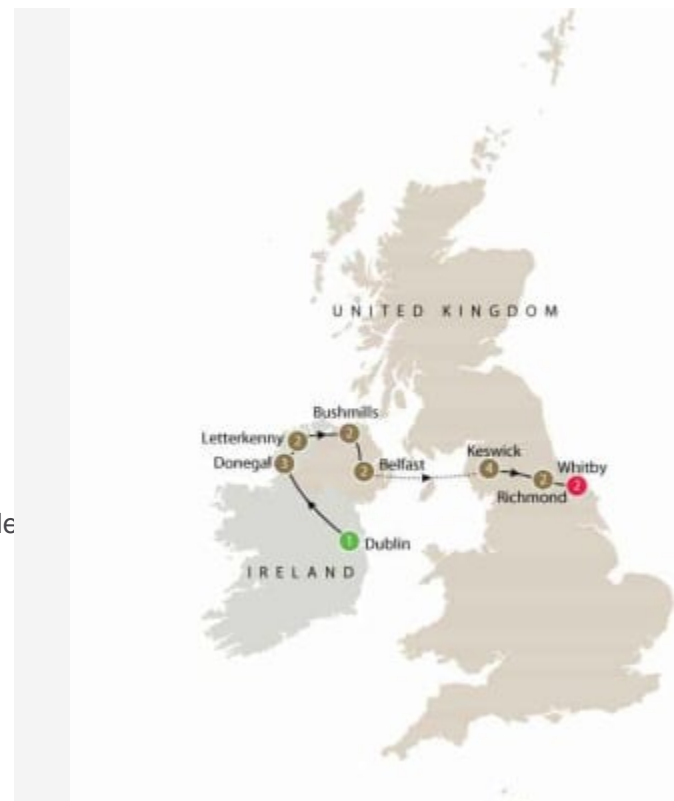 UNITED KINGDOM
Bushmills
2
Letterkenny 2
Donegal 3
2 Belfast
Keswick
4
2 Whitby
Richmond 2
1 Dublin
IRELAND
le